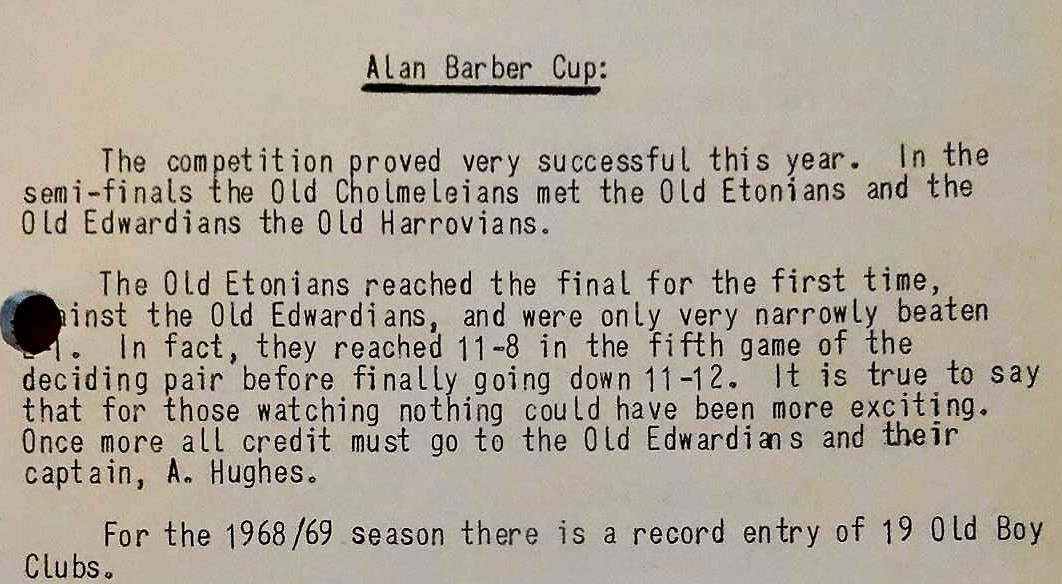 Alan Barber Cup:
The competition proved very successful this year. In the
semi-finals the Old Cholmeleians met the Old Etonians and the
Old Edwardians the Old Harrovians.
The Old Etonians reached the final for the first time,
the Old Edwardians, and were only very narrowly beaten
In fact, they reached 11-8 in the fifth game of the
deciding pair before finally going down 11-12. It is true to say
that for those watching nothing could have been more exciting.
Once more all credit must go to the Old Edwardians and their
captain, A. Hughes.
For the 1968/69 season there is a record entry of 19 Old Boy
Clubs.